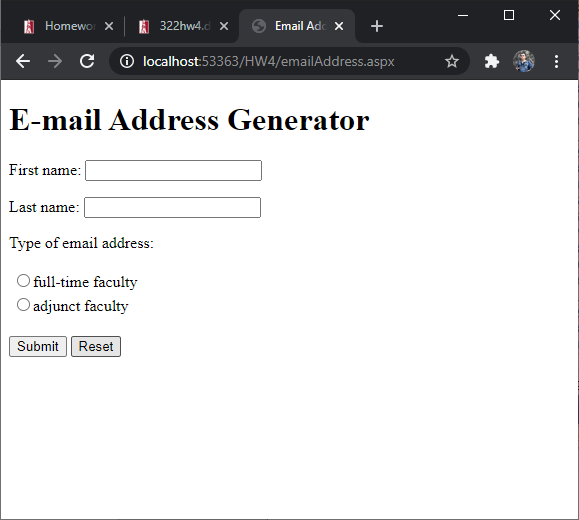 Homewo
322hw4.d
Email Add
localhost:53363/HW4/emailAddress.aspx
E-mail Address Generator
First name:
Last name:
Type of email address:
full-time faculty
adjunct faculty
Submit Reset